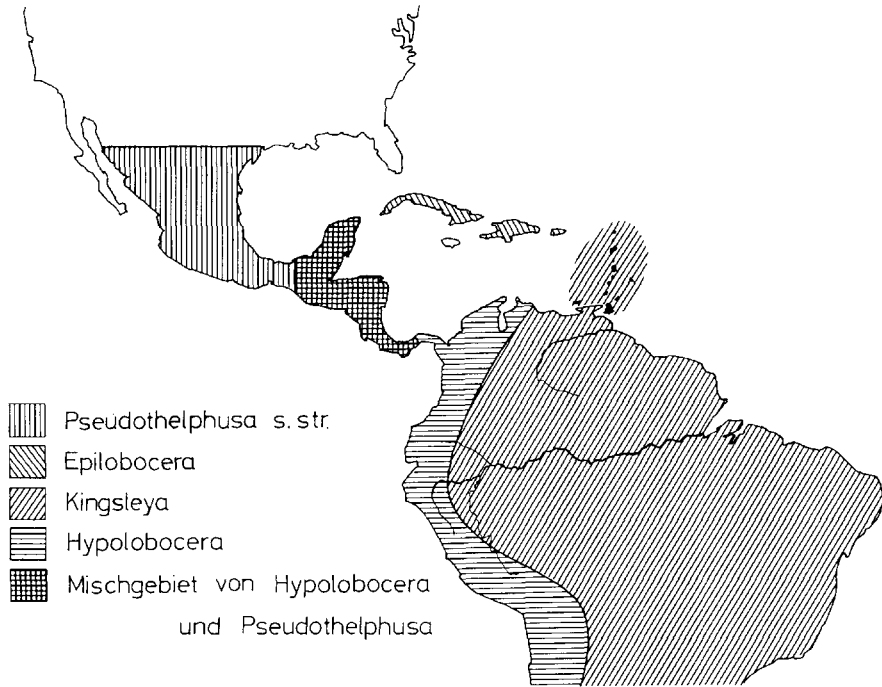 Pseudothelphusa s. str.
Epilobocera
Kingsleya
Hypolobocera
Mischgebiet von Hypolobocera
und Pseudothelphusa